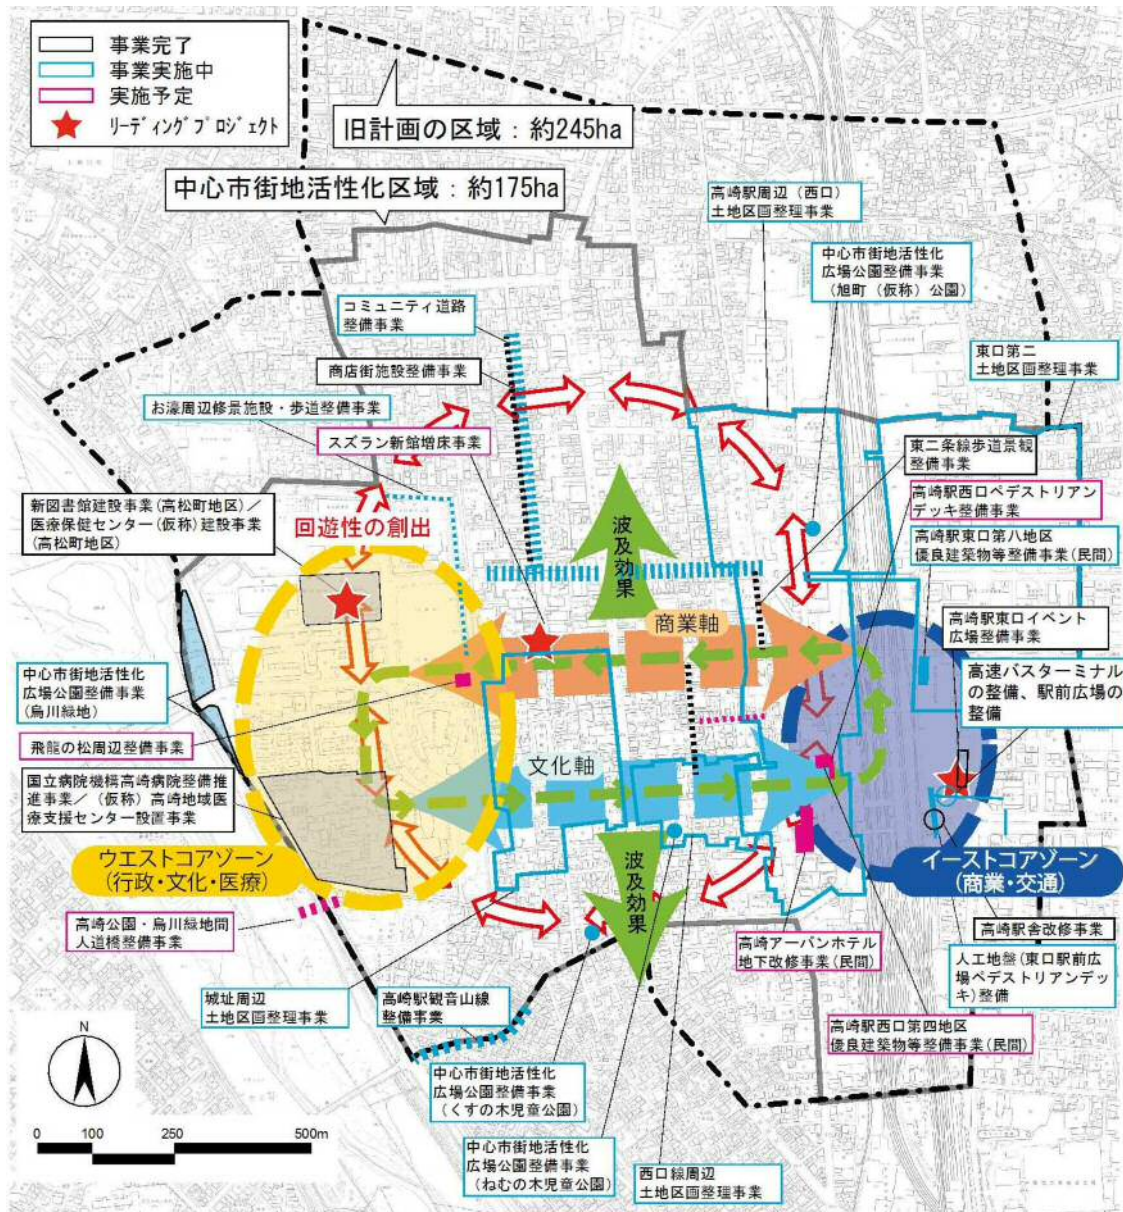 事業完了
事業実施中
実施予定
リーディングプロジェクト
旧計画の区域：約245ha
中心市街地活性化区域：約175ha
高崎駅周辺（西口）
土地区画整理事業
中心市街地活性化
広場公園整備事業
（旭町（仮称）公園）
コミュニティ道路
整備事業
商店街施設整備事業
東口第二
土地区画整理事業
お濠周辺修景施設・歩道整備事業
スズラン新館増床事業
東二条線歩道景観
整備事業
高崎駅西口ペデストリアン
デッキ整備事業
新図書館建設事業(高松町地区)／
医療保健センター(仮称)建設事業
(高松町地区)
回遊性の創出
波及効果
高崎駅東口第八地区
優良建築物等整備事業(民間)
高崎駅東口イベント
広場整備事業
商業軸
高速バスターミナル
の整備、駅前広場の
整備
中心市街地活性化
広場公園整備事業
(烏川緑地)
飛龍の松周辺整備事業
文化軸
国立病院機構高崎病院整備推
進事業／（仮称）高崎地域医
療支援センター設置事業
ウエストコアゾーン
(行政・文化・医療)
波及効果
イーストコアゾーン
(商業・交通)
高崎公園・烏川緑地間
人道橋整備事業
高崎アーバンホテル
地下改修事業(民間)
高崎駅舎改修事業
人工地盤(東口駅前広
場ペデストリアンデッ
キ)整備
城址周辺
土地区画整理事業
高崎駅観音山線
整備事業
高崎駅西口第四地区
優良建築物等整備事業(民間)
中心市街地活性化
広場公園整備事業
(くすの木児童公園)
中心市街地活性化
広場公園整備事業
(ねむの木児童公園)
西口線周辺
土地区画整理事業
N
0 100 250 500m